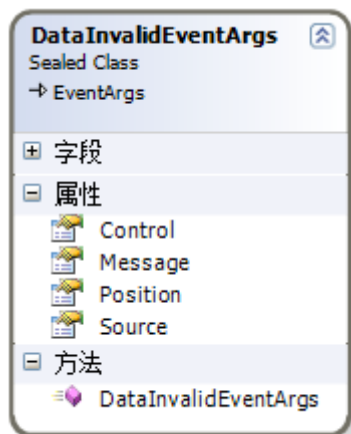 DataInvalidEventArgs
Sealed Class
EventArgs
字段
属性
Control
Message
Position
Source
方法
DataInvalidEventArgs